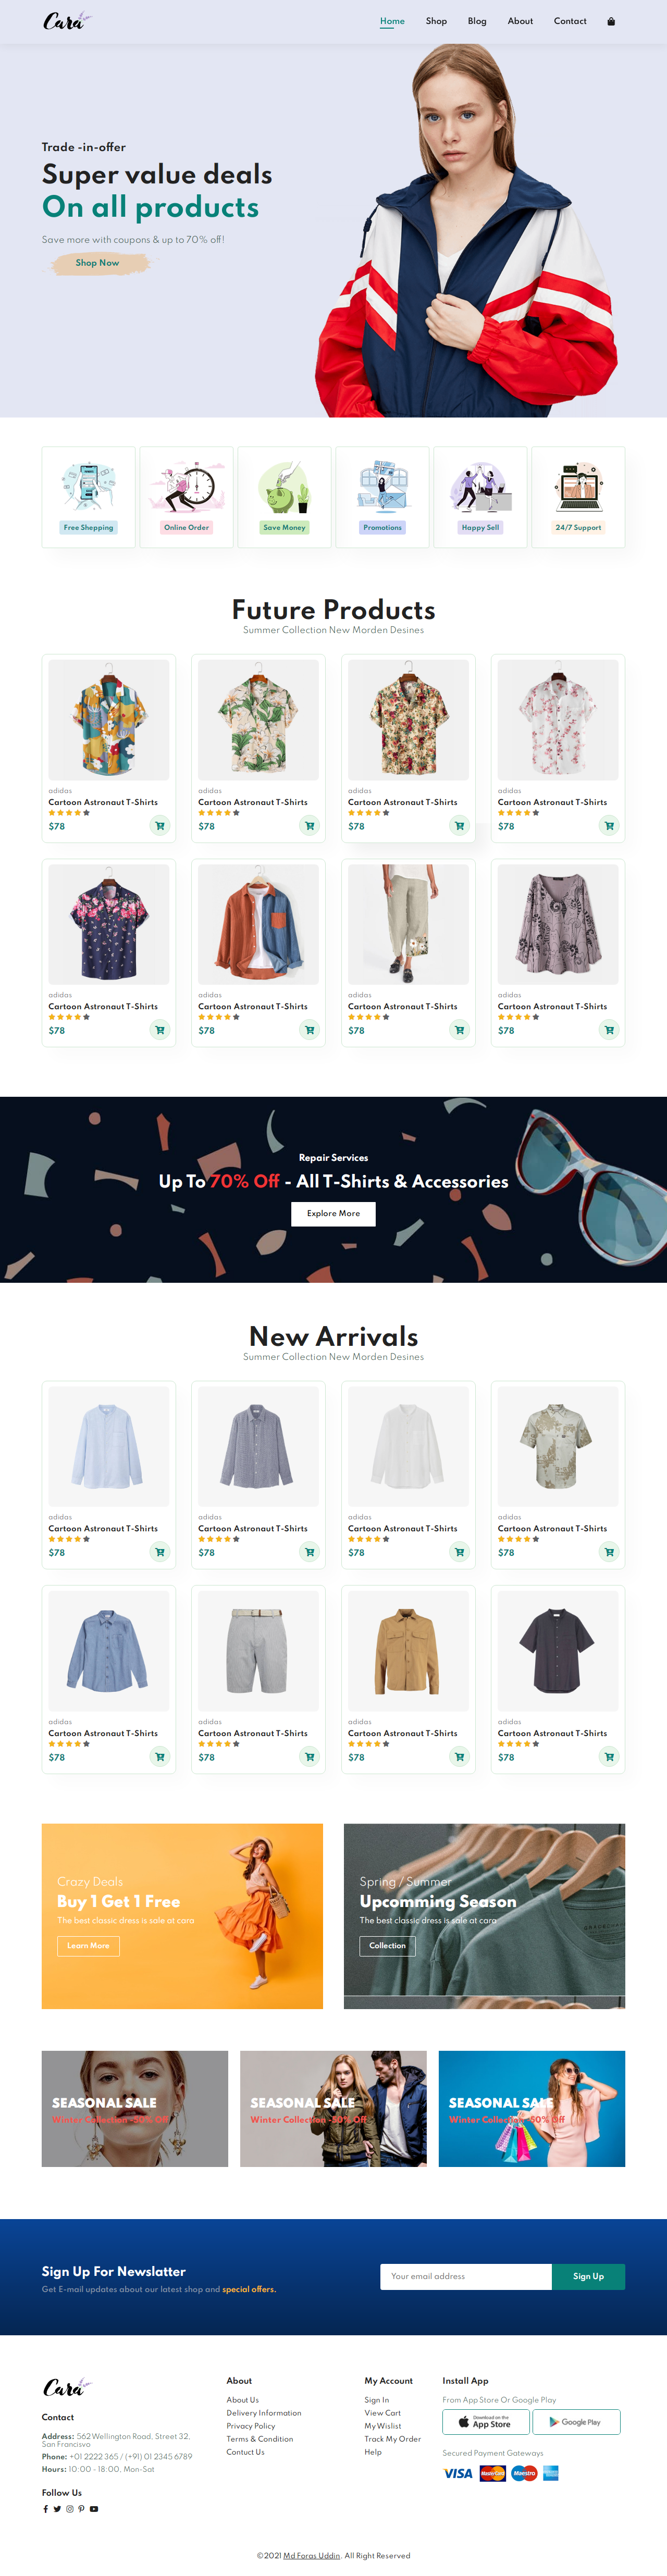 Cara
Home Shop Blog About Contact
Trade -in-offer
Super value deals
On all products
Save more with coupons & up to 70% off!
Shop Now
Free Shepping
Online Order
Save Money
Promotions
Happy Sell
24/7 Support
Future Products
Summer Collection New Morden Desines
adidas
Cartoon Astronaut T-Shirts
$78
adidas
Cartoon Astronaut T-Shirts
$78
adidas
Cartoon Astronaut T-Shirts
$78
adidas
Cartoon Astronaut T-Shirts
$78
adidas
Cartoon Astronaut T-Shirts
$78
adidas
Cartoon Astronaut T-Shirts
$78
adidas
Cartoon Astronaut T-Shirts
$78
adidas
Cartoon Astronaut T-Shirts
$78
Repair Services
Up To 70% Off - All T-Shirts & Accessories
Explore More
New Arrivals
Summer Collection New Morden Desines
adidas
Cartoon Astronaut T-Shirts
$78
adidas
Cartoon Astronaut T-Shirts
$78
adidas
Cartoon Astronaut T-Shirts
$78
adidas
Cartoon Astronaut T-Shirts
$78
adidas
Cartoon Astronaut T-Shirts
$78
adidas
Cartoon Astronaut T-Shirts
$78
adidas
Cartoon Astronaut T-Shirts
$78
adidas
Cartoon Astronaut T-Shirts
$78
Crazy Deals
Buy 1 Get 1 Free
The best classic dress is sale at cara
Learn More
Spring / Summer
Upcomming Season
The best classic dress is sale at cara
Collection
SEASONAL SALE
Winter Collection -50% Off
SEASONAL SALE
Winter Collection -50% Off
SEASONAL SALE
Winter Collection -50% Off
Sign Up For Newslatter
Get E-mail updates about our latest shop and special offers.
Your email address
Sign Up
Cara
Contact
Address: 562 Wellington Road, Street 32,
San Francisvo
Phone: +01 2222 365 / (+91) 01 2345 6789
Hours: 10:00 - 18:00, Mon-Sat
Follow Us
About
About Us
Delivery Information
Privacy Policy
Terms & Condition
Contuct Us
My Account
Sign In
View Cart
My Wislist
Track My Order
Help
Install App
From App Store Or Google Play
Download on the
App Store
Google Play
Secured Payment Gateways
VISA
MasterCard
Maestro
©2021 Md Foras Uddin. All Right Reserved